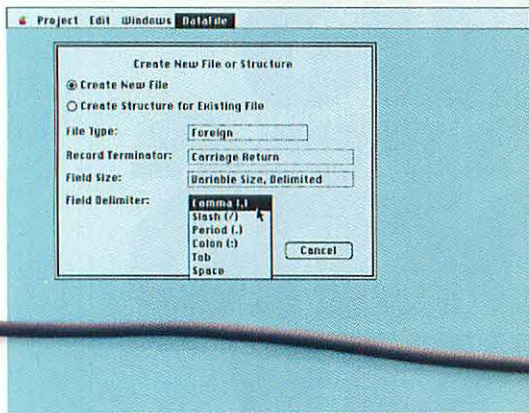 Project Edit Windows DataFile
Create New File or Structure
Create New File
Create Structure for Existing File
File Type: Foreign
Record Terminator: Carriage Return
Field Size: Variable Size, Delimited
Field Delimiter: Comma (,)
Slash (/)
Period (.)
Colon (:)
Tab
Space
Cancel